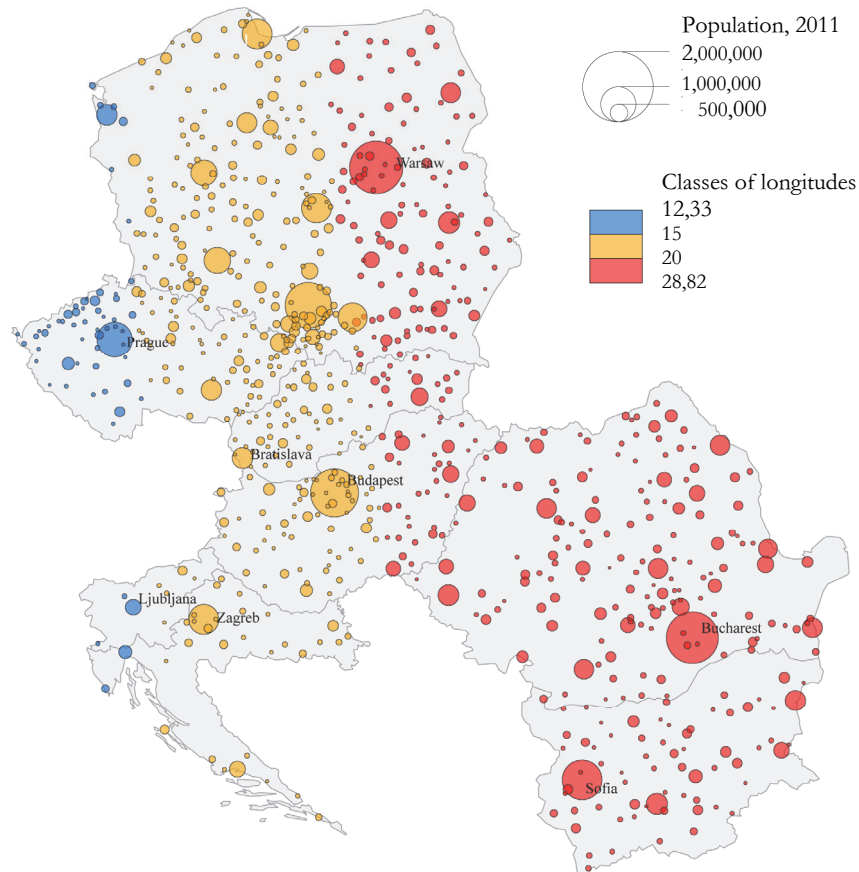 Population, 2011
2,000,000
1,000,000
500,000
Warsaw
Classes of longitudes
12,33
15
20
28,82
Prague
Bratislava
Budapest
Ljubljana
Zagreb
Bucharest
Sofia